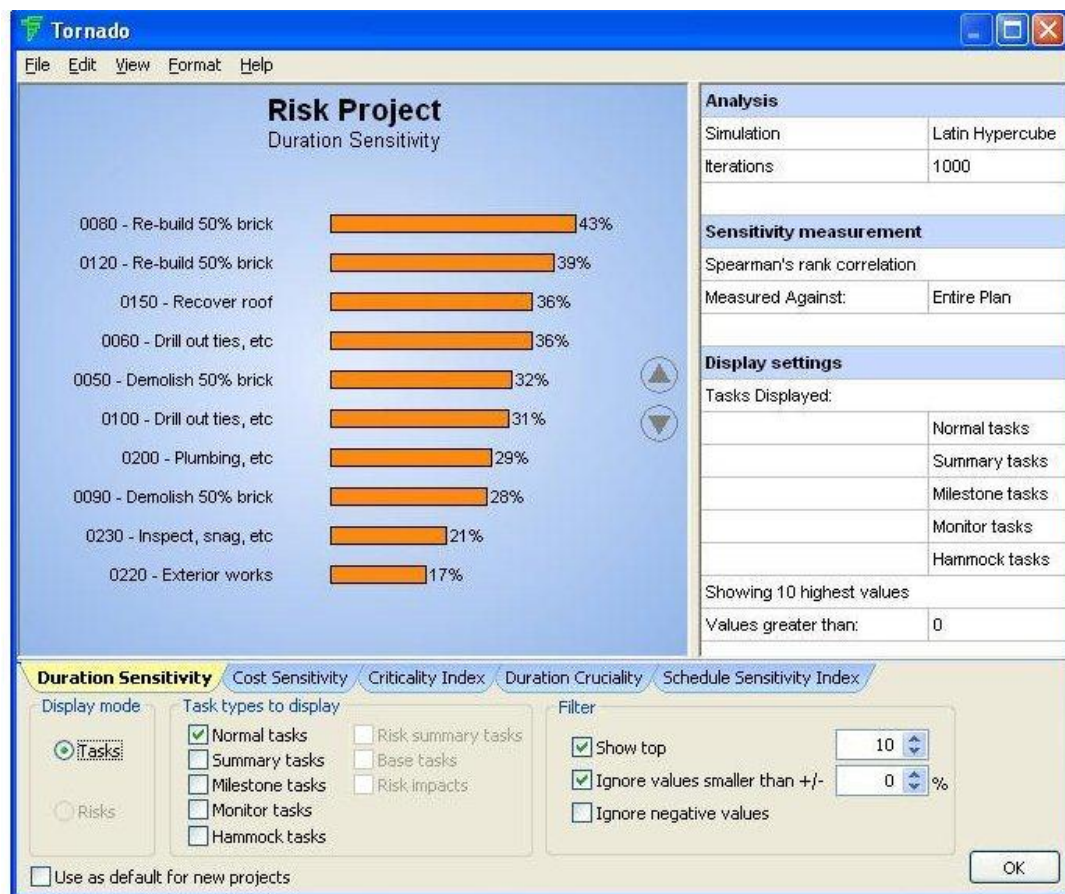 Tornado
File Edit View Format Help
Risk Project
Duration Sensitivity
0080 - Re-build 50% brick 43%
0120 - Re-build 50% brick 39%
0150 - Recover roof 36%
0060 - Drill out ties, etc 36%
0050 - Demolish 50% brick 32%
0100 - Drill out ties, etc 31%
0200 - Plumbing, etc 29%
0090 - Demolish 50% brick 28%
0230 - Inspect, snag, etc 21%
0220 - Exterior works 17%
Analysis
Simulation Latin Hypercube
Iterations 1000
Sensitivity measurement
Spearman's rank correlation
Measured Against: Entire Plan
Display settings
Tasks Displayed:
Normal tasks
Summary tasks
Milestone tasks
Monitor tasks
Hammock tasks
Showing 10 highest values
Values greater than: 0
Duration Sensitivity Cost Sensitivity Criticality Index Duration Cruciality Schedule Sensitivity Index
Display mode
Tasks
Risks
Task types to display
Normal tasks Risk summary tasks
Summary tasks Base tasks
Milestone tasks Risk impacts
Monitor tasks
Hammock tasks
Filter
Show top 10
Ignore values smaller than +/- 0 %
Ignore negative values
Use as default for new projects
OK